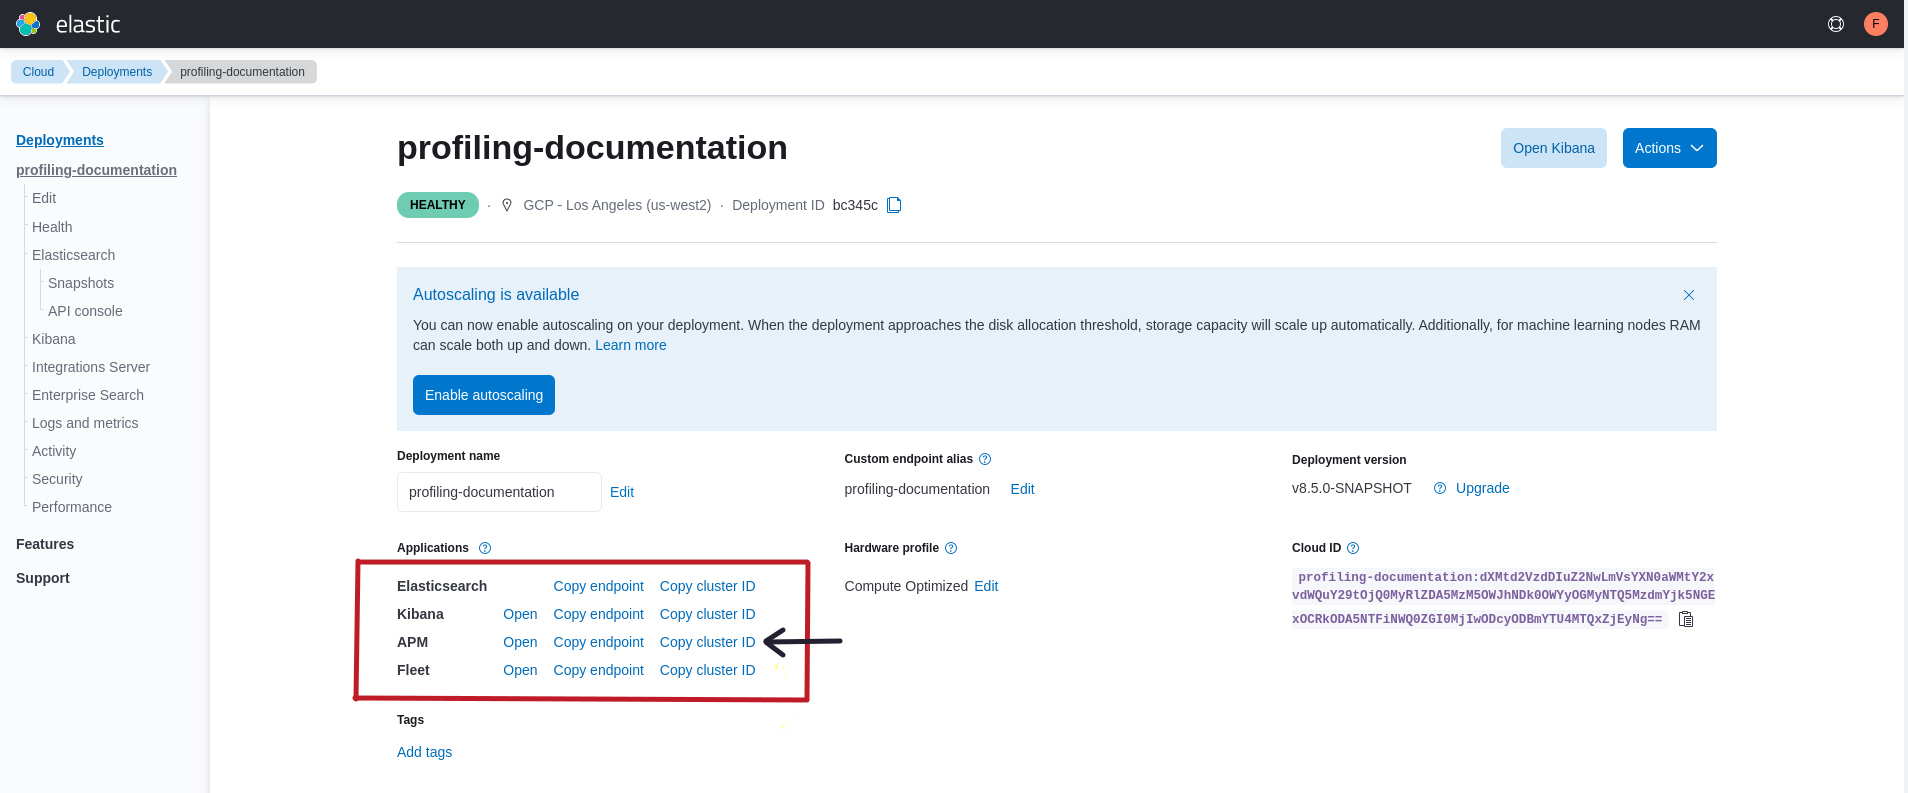 elastic
F
Cloud
Deployments
profiling-documentation
Deployments
profiling-documentation
Edit
Health
Elasticsearch
Snapshots
API console
Kibana
Integrations Server
Enterprise Search
Logs and metrics
Activity
Security
Performance
Features
Support
profiling-documentation
Open Kibana
Actions
HEALTHY · GCP - Los Angeles (us-west2) · Deployment ID bc345c
Autoscaling is available
You can now enable autoscaling on your deployment. When the deployment approaches the disk allocation threshold, storage capacity will scale up automatically. Additionally, for machine learning nodes RAM
can scale both up and down. Learn more
Enable autoscaling
Deployment name
profiling-documentation Edit
Custom endpoint alias
profiling-documentation Edit
Deployment version
v8.5.0-SNAPSHOT Upgrade
Applications
Elasticsearch Copy endpoint Copy cluster ID
Kibana Open Copy endpoint Copy cluster ID
APM Open Copy endpoint Copy cluster ID
Fleet Open Copy endpoint Copy cluster ID
Hardware profile
Compute Optimized Edit
Cloud ID
profiling-documentation:dXMtd2VzdDIuZ2NwLmVsYXN0aWMtY2x
vdWQuY29tOjQ0MyRlZDA5MzM5OWJhNDk0OWYyOGMyNTQ5MzdmYjk5NGE
xOCRkODA5NTFiNWQ0ZGI0MjIwODcyODBmYTU4MTQxZjEyNg==
Tags
Add tags